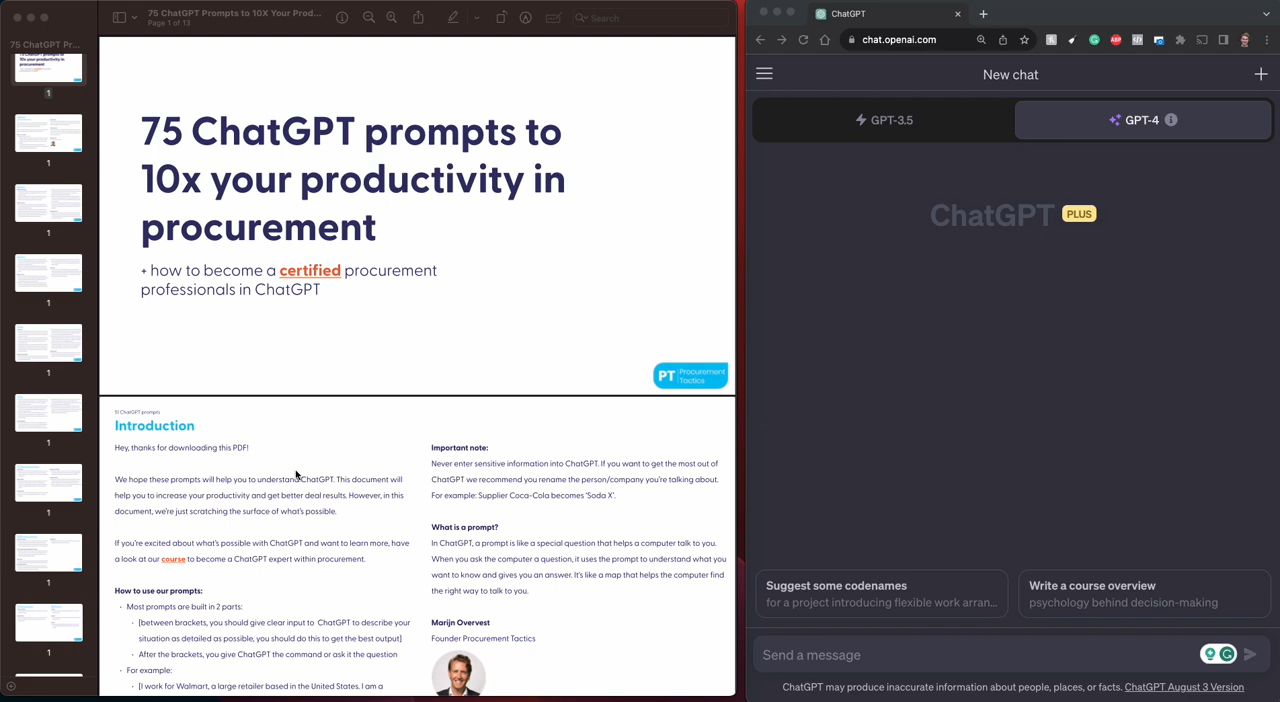 75 ChatGPT Prompts to 10X Your Prod...
Page 1 of 13
Search
75 ChatGPT Pr...
10x your productivity in
procurement
1
1
1
1
1
1
1
1
1
75 ChatGPT prompts to
10x your productivity in
procurement
+ how to become a certified procurement
professionals in ChatGPT
PT Procurement
Tactics
51 ChatGPT prompts
Introduction
Hey, thanks for downloading this PDF!
We hope these prompts will help you to understand ChatGPT. This document will
help you to increase your productivity and get better deal results. However, in this
document, we're just scratching the surface of what's possible.
If you're excited about what's possible with ChatGPT and want to learn more, have
a look at our course to become a ChatGPT expert within procurement.
How to use our prompts:
• Most prompts are built in 2 parts:
• [between brackets, you should give clear input to ChatGPT to describe your
situation as detailed as possible, you should do this to get the best output]
• After the brackets, you give ChatGPT the command or ask it the question
• For example:
• [I work for Walmart, a large retailer based in the United States. I am a
Important note:
Never enter sensitive information into ChatGPT. If you want to get the most out of
ChatGPT we recommend you rename the person/company you're talking about.
For example: Supplier Coca-Cola becomes 'Soda X'.
What is a prompt?
In ChatGPT, a prompt is like a special question that helps a computer talk to you.
When you ask the computer a question, it uses the prompt to understand what you
want to know and gives you an answer. It's like a map that helps the computer find
the right way to talk to you.
Marijn Overvest
Founder Procurement Tactics
ChatGPT
chat.openai.com
ABP
New chat
GPT-3.5
GPT-4
ChatGPT PLUS
Suggest some codenames
for a project introducing flexible work arran...
Write a course overview
psychology behind decision-making
Send a message
ChatGPT may produce inaccurate information about people, places, or facts. ChatGPT August 3 Version